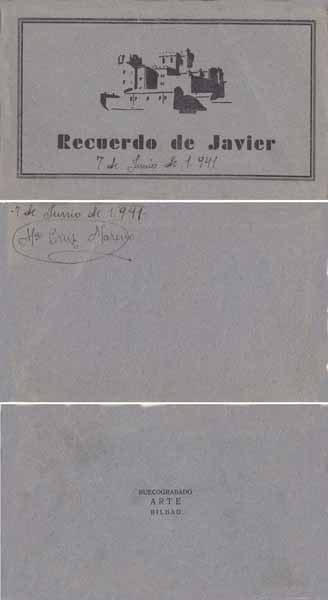 Recuerdo de Javier
7 de Junio de 1.941
7 de Junio de 1.941.
Mª Cruz
HUECOGRABADO
ARTE
BILBAO